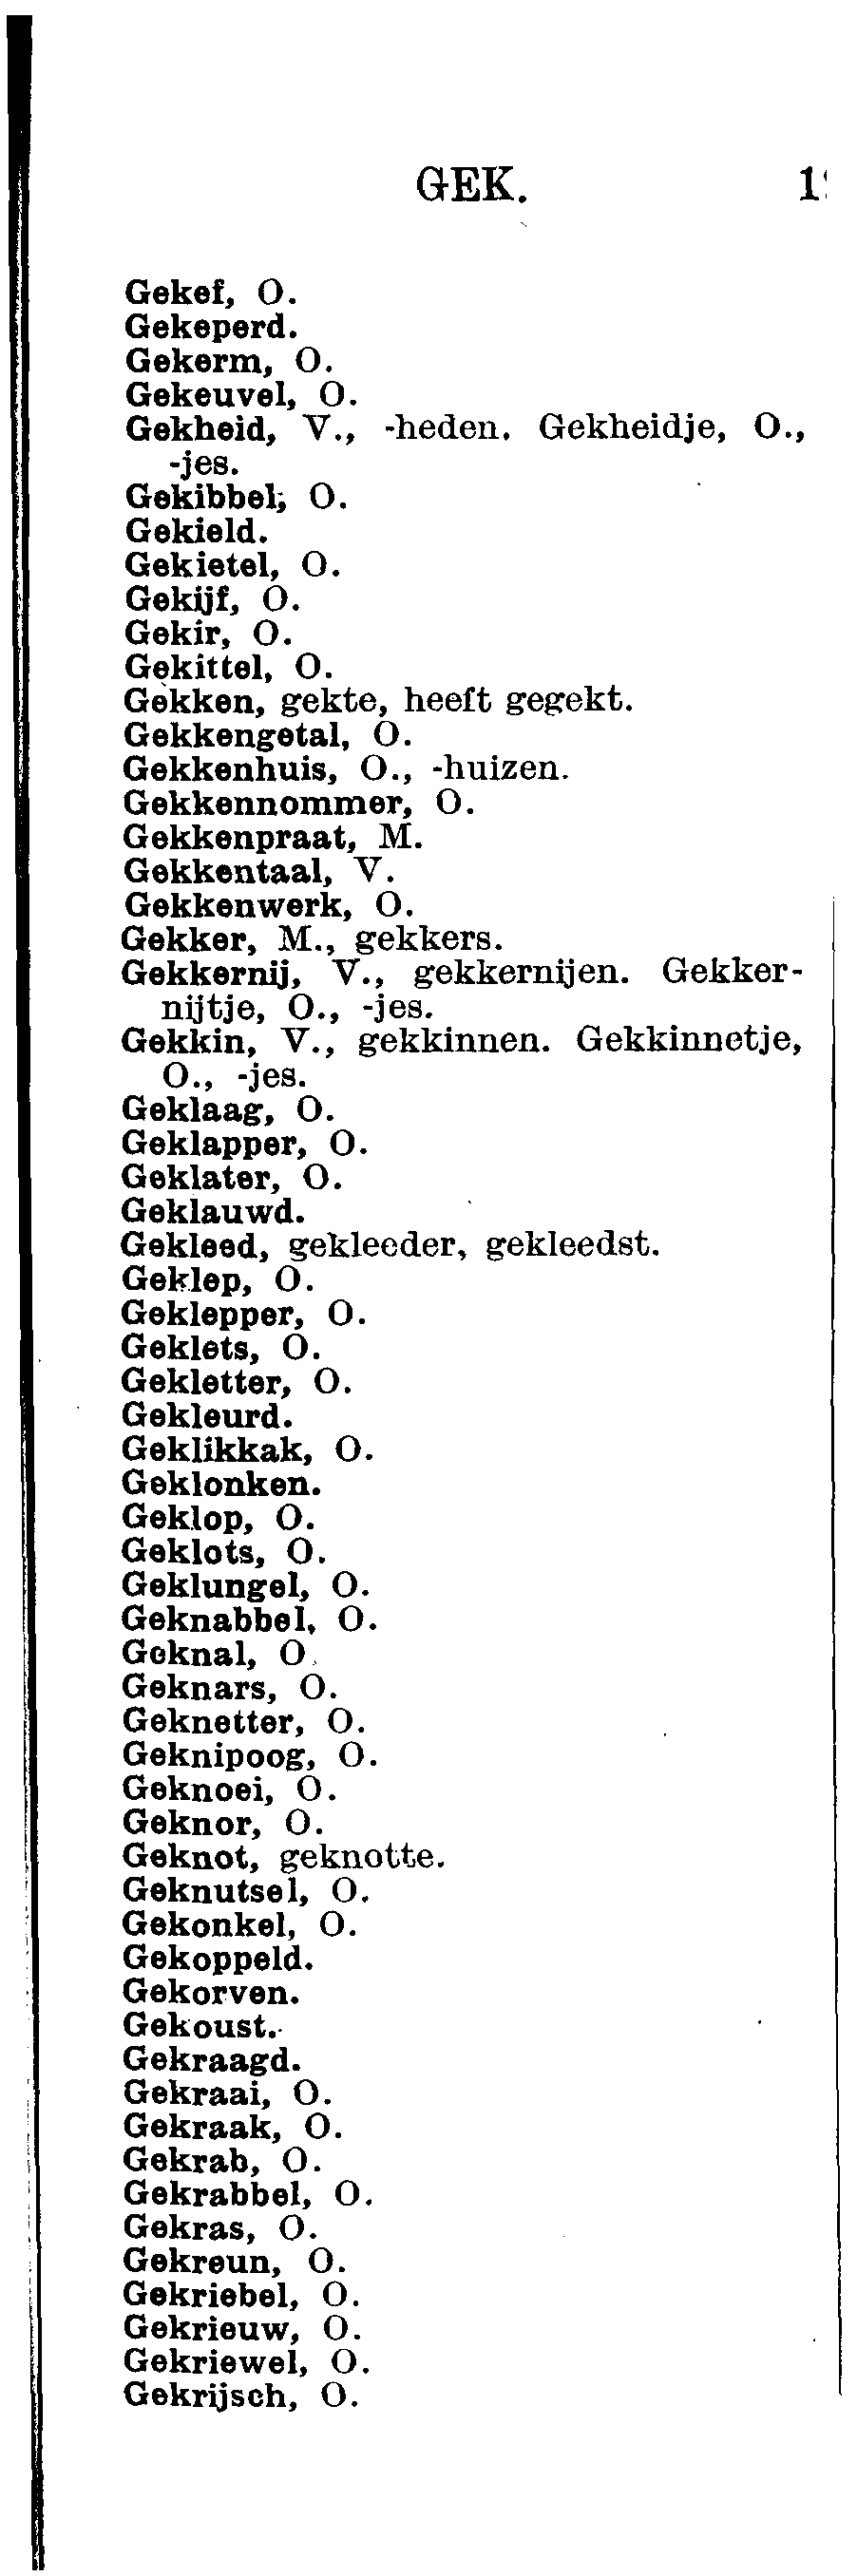 GEK.
Gekef, O.
Gekeperd.
Gekerm, O.
Gekeuvel, O.
Gekheid, V., -heden. Gekheidje, O.,
-jes.
Gekibbel, O.
Gekield.
Gekietel, O.
Gekijf, O.
Gekir, O.
Gekittel, O.
Gekken, gekte, heeft gegekt.
Gekkengetal, O.
Gekkenhuis, O., -huizen.
Gekkennommer, O.
Gekkenpraat, M.
Gekkentaal, V.
Gekkenwerk, O.
Gekker, M., gekkers.
Gekkernij, V., gekkernijen. Gekker-
nijtje, O., -jes.
Gekkin, V., gekkinnen. Gekkinnetje,
O., -jes.
Geklaag, O.
Geklapper, O.
Geklater, O.
Geklauwd.
Gekleed, gekleeder, gekleedst.
Geklep, O.
Geklepper, O.
Geklets, O.
Gekletter, O.
Gekleurd.
Geklikkak, O.
Geklonken.
Geklop, O.
Geklots, O.
Geklungel, O.
Geknabbel, O.
Geknal, O.
Geknars, O.
Geknetter, O.
Geknipoog, O.
Geknoei, O.
Geknor, O.
Geknot, geknotte.
Geknutsel, O.
Gekonkel, O.
Gekoppeld.
Gekorven.
Gekoust.
Gekraagd.
Gekraai, O.
Gekraak, O.
Gekrab, O.
Gekrabbel, O.
Gekras, O.
Gekreun, O.
Gekriebel, O.
Gekrieuw, O.
Gekriewel, O.
Gekrijsch, O.